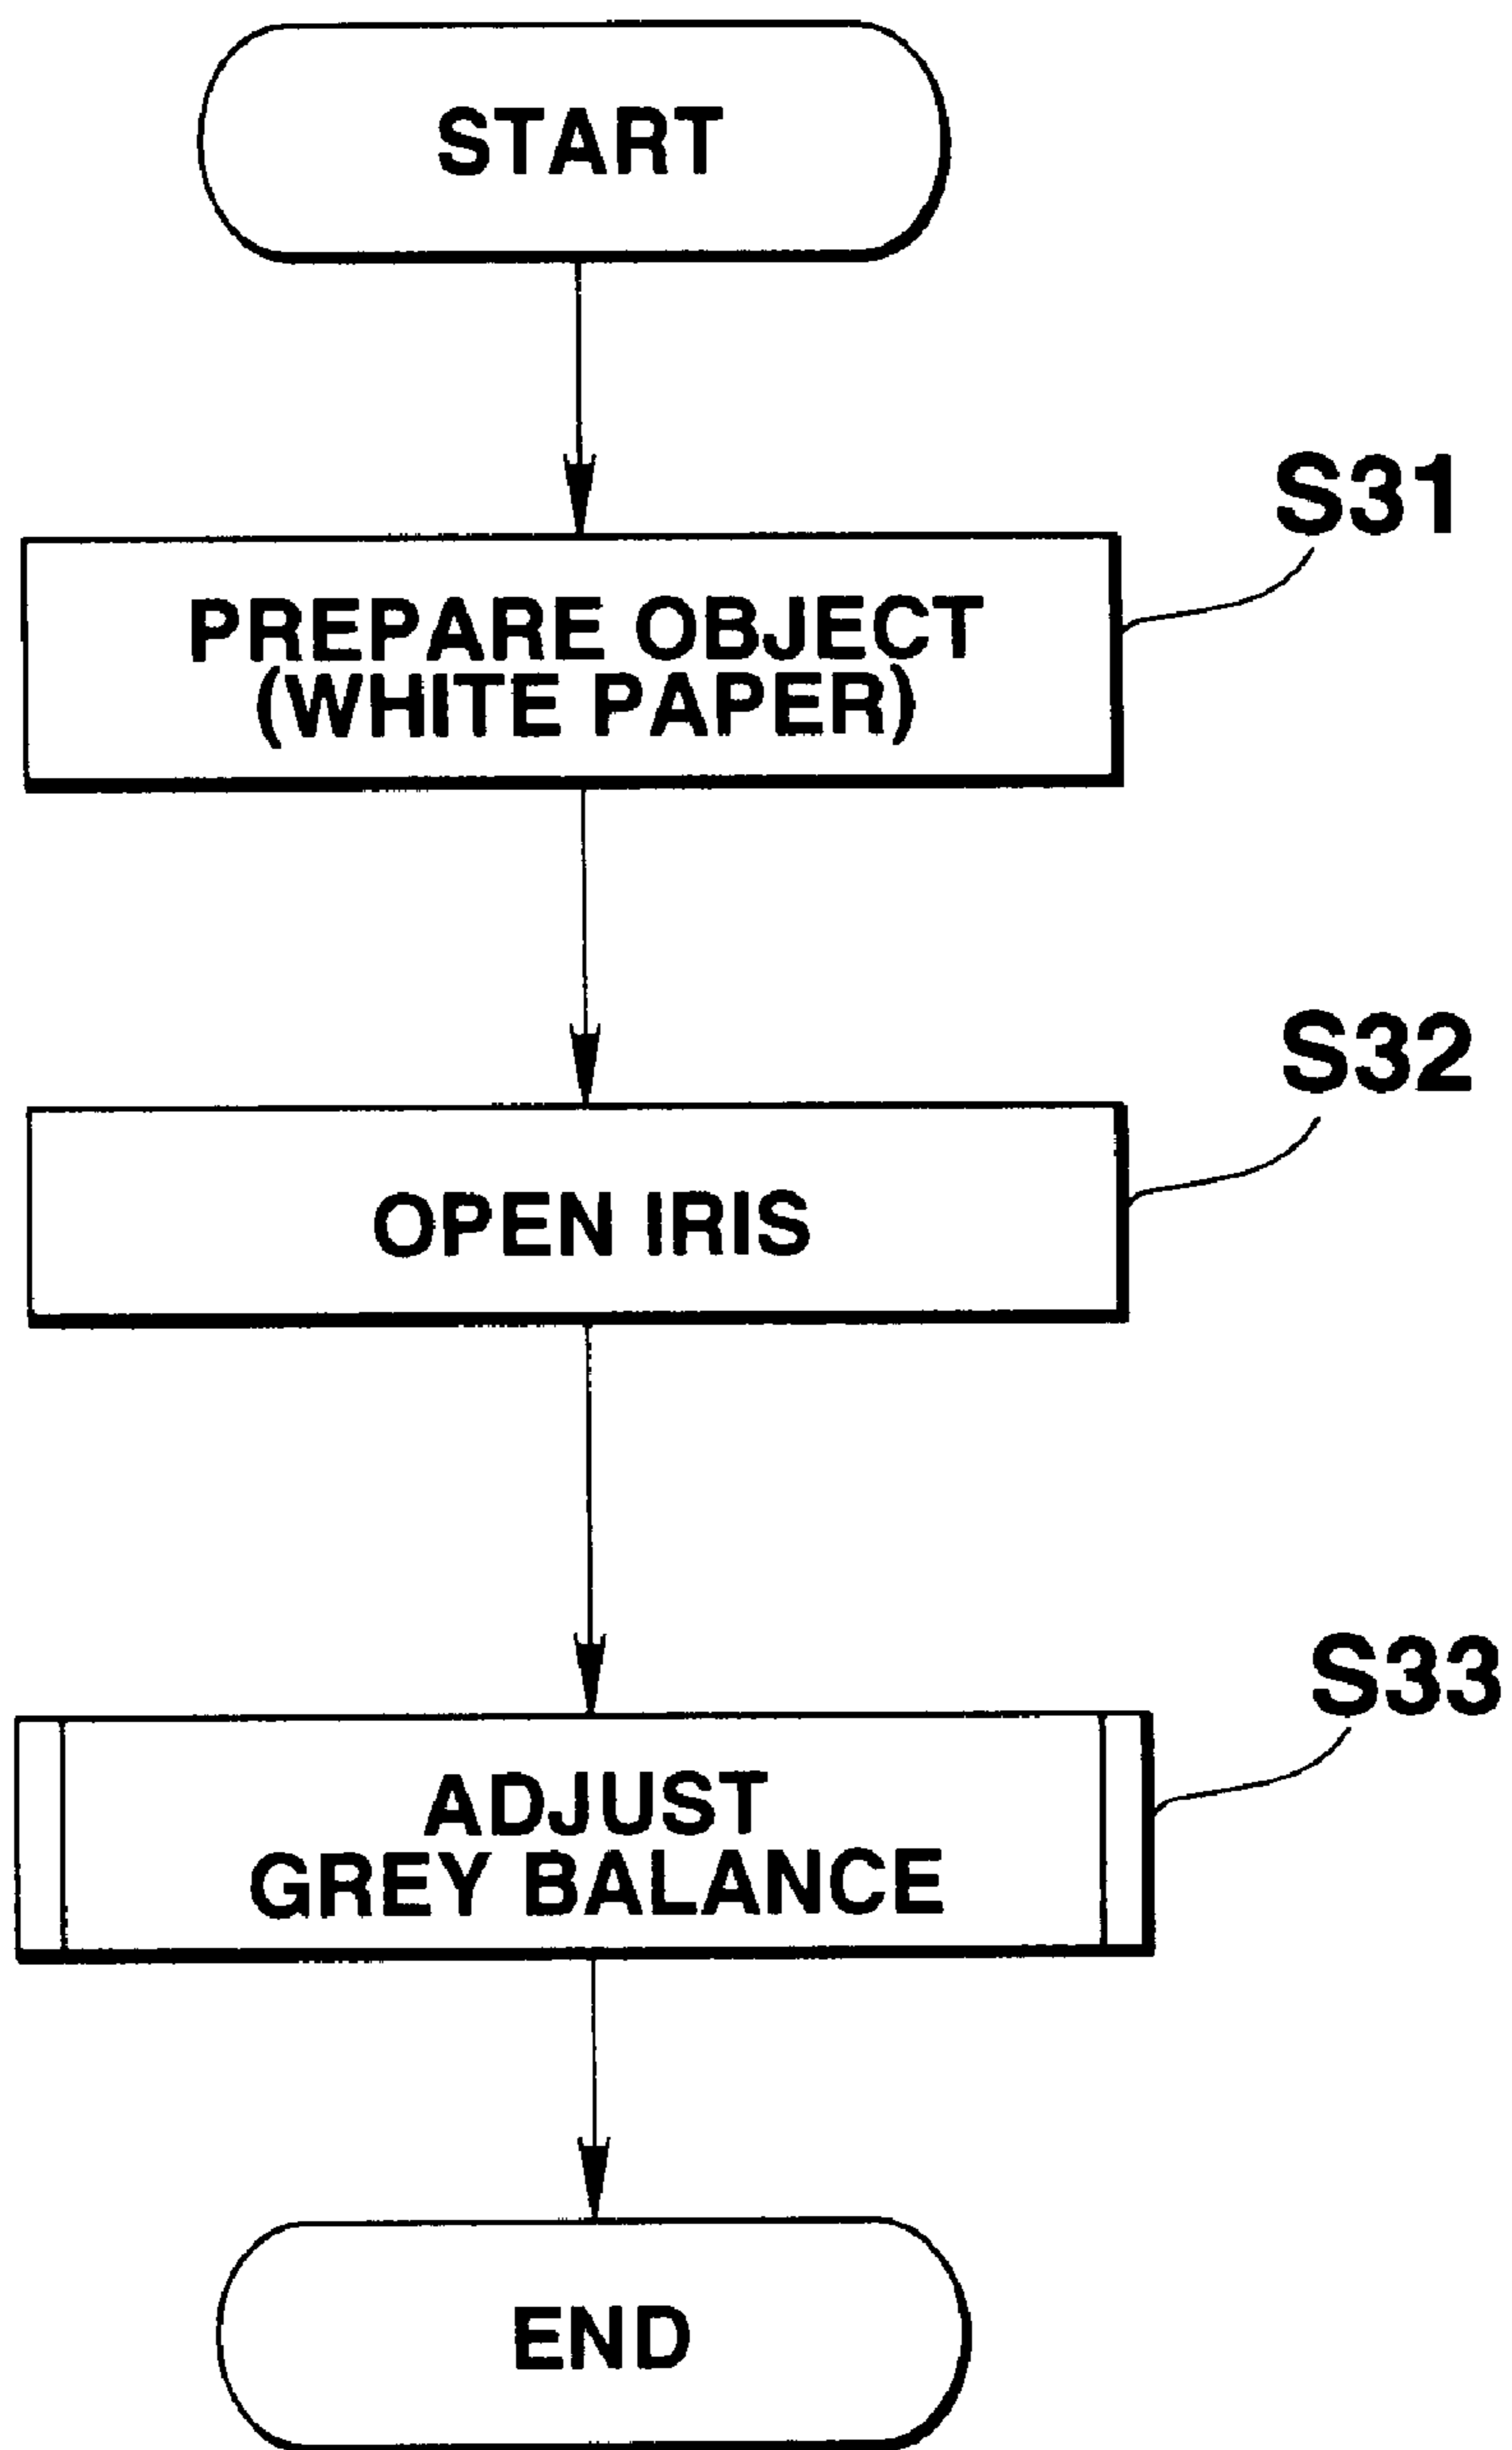 START
S31
PREPARE OBJECT
(WHITE PAPER)
S32
OPEN IRIS
S33
ADJUST
GREY BALANCE
END